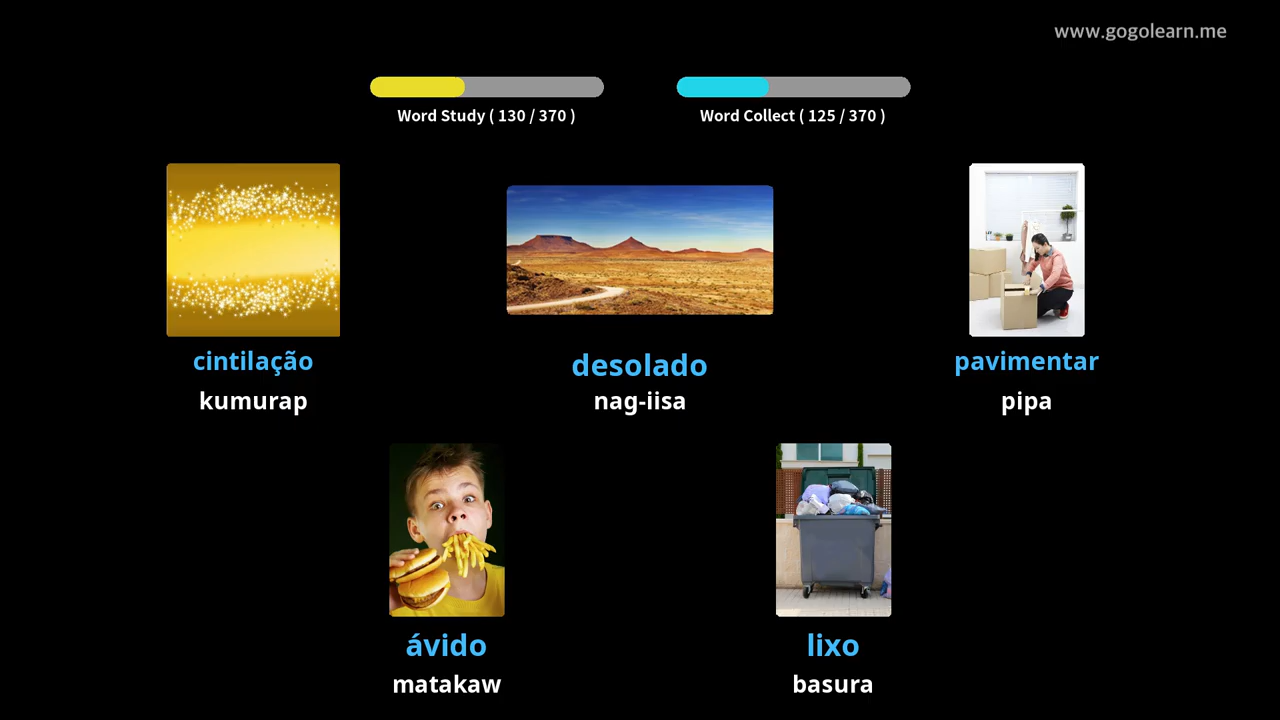 www.gogolearn.me
Word Study ( 130 / 370 )
Word Collect ( 125 / 370 )
cintilação
kumurap
desolado
nag-iisa
pavimentar
pipa
ávido
matakaw
lixo
basura